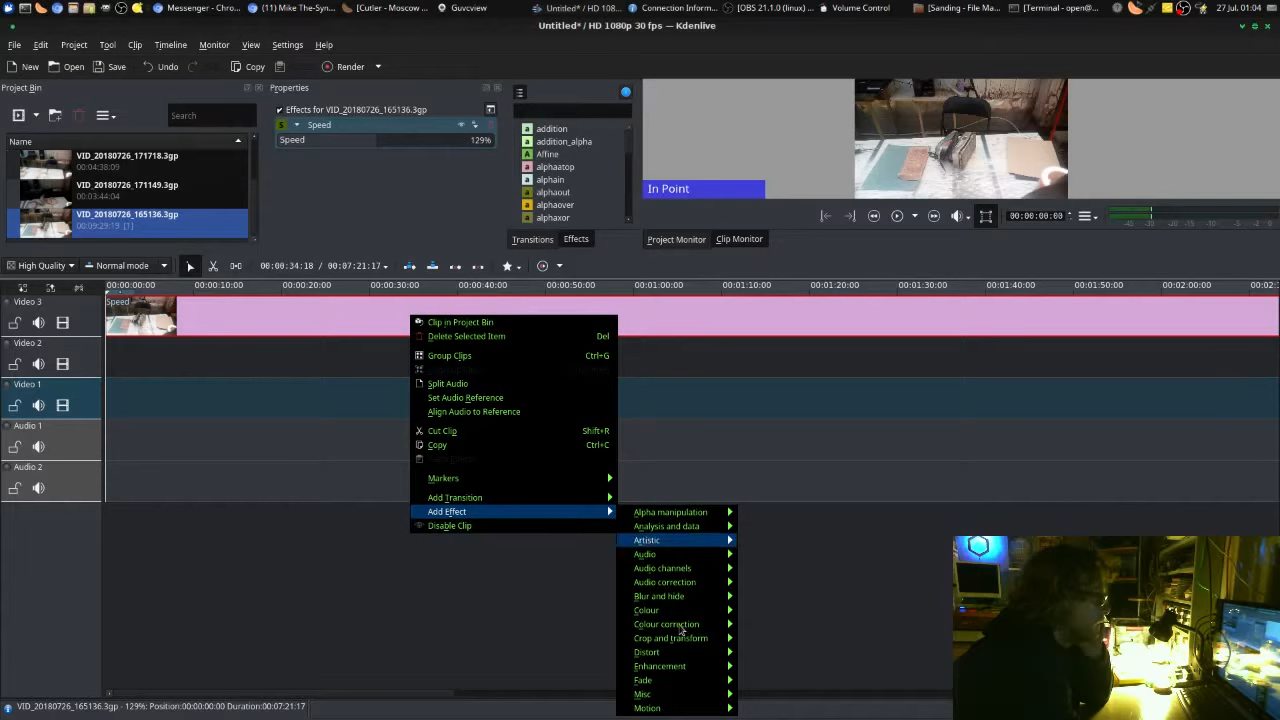 Messenger - Chro...
(1) Mike The-Syn...
[Cutler - Moscow ...
Guvcview
Untitled* / HD 108...
Connection Informa...
[OBS 21.1.0 (linux) ...
Volume Control
[Sanding - File Ma...
[Terminal - open@...
27 Jul, 01:04
Untitled* / HD 1080p 30 fps — Kdenlive
File Edit Project Tool Clip Timeline Monitor View Settings Help
New Open Save Undo Copy Render
Project Bin
Search
Name
VID_20180726_171718.3gp
00:04:38:09
VID_20180726_171149.3gp
00:03:44:04
VID_20180726_165136.3gp
00:09:29:19 [1]
Properties
Effects for VID_20180726_165136.3gp
Speed
Speed 129%
addition
addition_alpha
Affine
alphaatop
alphain
alphaout
alphaover
alphaxor
Transitions Effects
In Point
00:00:00:00
-45 -30 -20 -15 -10 -5 -2 0
Project Monitor Clip Monitor
High Quality Normal mode 00:00:34:18 / 00:07:21:17
00:00:00:00 00:00:10:00 00:00:20:00 00:00:30:00 00:00:40:00 00:00:50:00 00:01:00:00 00:01:10:00 00:01:20:00 00:01:30:00 00:01:40:00 00:01:50:00 00:02:00:00 00:02:
Video 3
Speed
Video 2
Video 1
Audio 1
Audio 2
Clip in Project Bin
Delete Selected Item Del
Group Clips Ctrl+G
Split Audio
Set Audio Reference
Align Audio to Reference
Cut Clip Shift+R
Copy Ctrl+C
Markers
Add Transition
Add Effect
Disable Clip
Alpha manipulation
Analysis and data
Artistic
Audio
Audio channels
Audio correction
Blur and hide
Colour
Colour correction
Crop and transform
Distort
Enhancement
Fade
Misc
Motion
VID_20180726_165136.3gp - 129%: Position:00:00:00:00 Duration:00:07:21:17